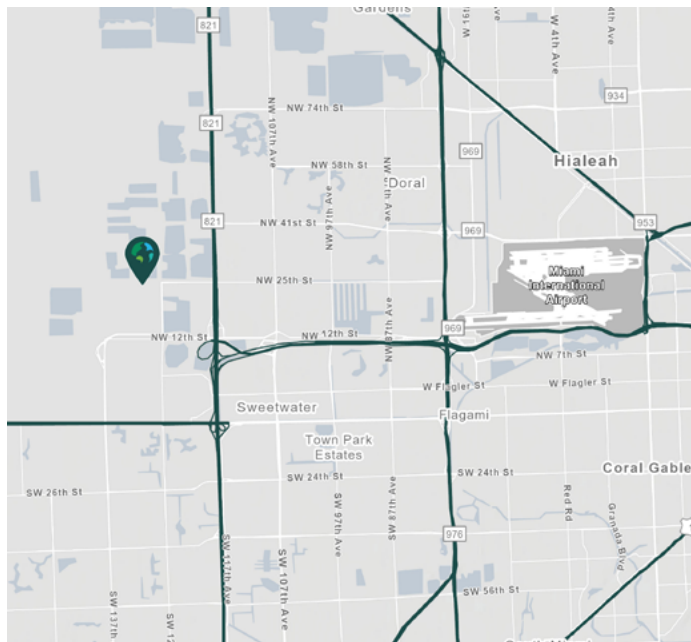 Gardens
821
W 16t
W 4th Ave
934
NW 74th St
821
NW 107th Ave
969
NW 58th St
Hialeah
Doral
NW 97th Ave
821
NW 41st St
969
953
NW 25th St
Miami
International
Airport
969
NW 12th St
NW 12th St
NW 87th Ave
NW 7th St
W Flagler St
W Flagler St
Sweetwater
Flagami
Town Park
Estates
SW 24th St
SW 24th St
Coral Gable
SW 26th St
SW 97th Ave
SW 87th Ave
Red Rd
Granada Blvd
976
SW 117th Ave
SW 107th Ave
SW 56th St
SW 137th
SW 12